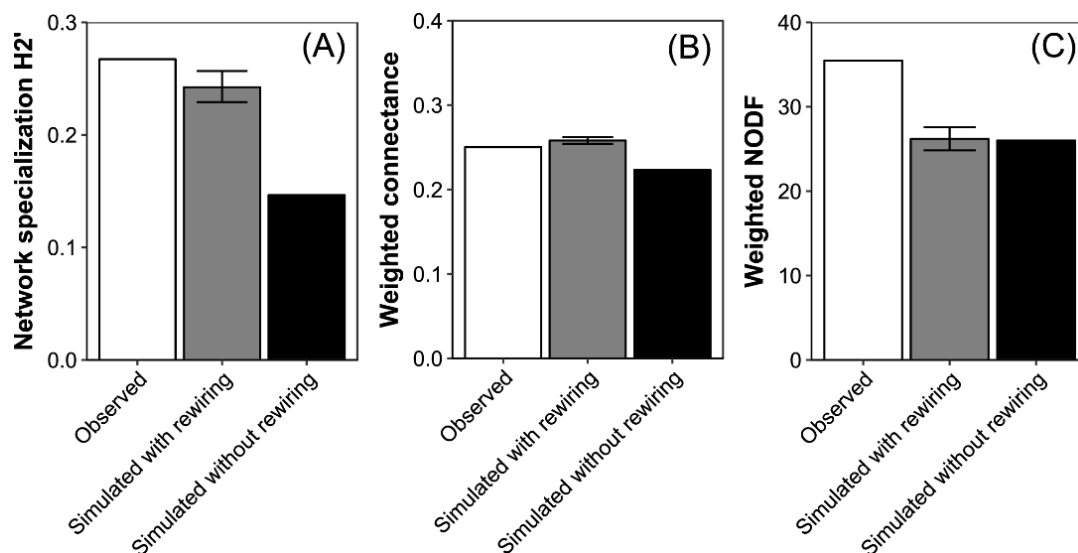 (A)
Network specialization H2'
0.3
0.2
0.1
0.0
Observed
Simulated with rewiring
Simulated without rewiring
(B)
Weighted connectance
0.4
0.3
0.2
0.1
0.0
Observed
Simulated with rewiring
Simulated without rewiring
(C)
Weighted NODF
40
30
20
10
0
Observed
Simulated with rewiring
Simulated without rewiring